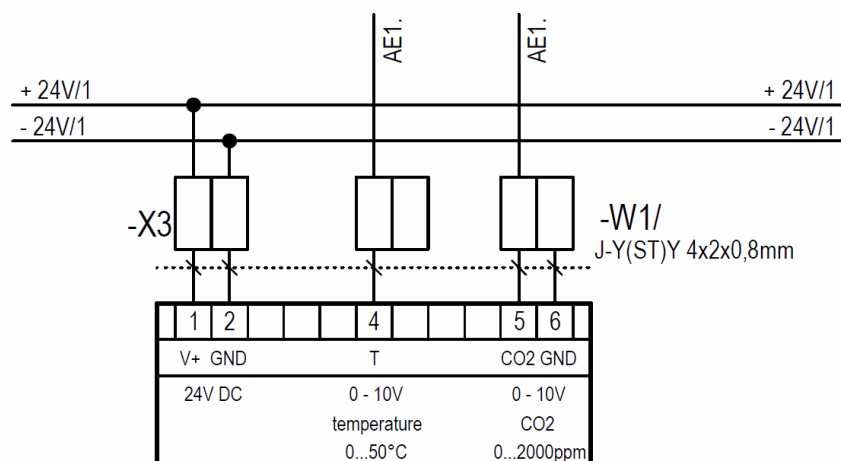 AE1.
AE1.
+ 24V/1
+ 24V/1
- 24V/1
- 24V/1
-X3
-W1/
J-Y(ST)Y 4x2x0,8mm
1 2 4 5 6
V+ GND T CO2 GND
24V DC 0 - 10V 0 - 10V
temperature CO2
0...50°C 0...2000ppm